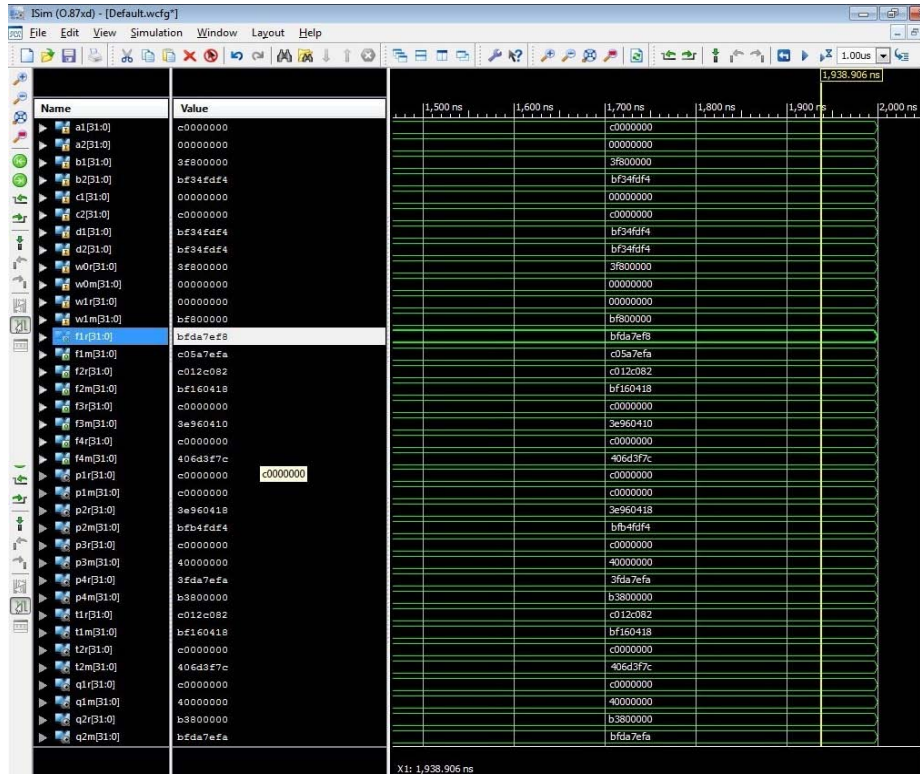 ISim (O.87xd) - [Default.wcfg*]
File Edit View Simulation Window Layout Help
1.00us
1,938.906 ns
Name Value 1,500 ns 1,600 ns 1,700 ns 1,800 ns 1,900 ns 2,000 ns
a1[31:0] c0000000 c0000000
a2[31:0] 00000000 00000000
b1[31:0] 3f800000 3f800000
b2[31:0] bf34fdf4 bf34fdf4
c1[31:0] 00000000 00000000
c2[31:0] c0000000 c0000000
d1[31:0] bf34fdf4 bf34fdf4
d2[31:0] bf34fdf4 bf34fdf4
w0r[31:0] 3f800000 3f800000
w0m[31:0] 00000000 00000000
w1r[31:0] 00000000 00000000
w1m[31:0] bf800000 bf800000
f1r[31:0] bfda7ef8 bfda7ef8
f1m[31:0] c05a7efa c05a7efa
f2r[31:0] c012c082 c012c082
f2m[31:0] bf160418 bf160418
f3r[31:0] c0000000 c0000000
f3m[31:0] 3e960410 3e960410
f4r[31:0] c0000000 c0000000
f4m[31:0] 406d3f7c 406d3f7c
p1r[31:0] c0000000 c0000000 c0000000
p1m[31:0] c0000000 c0000000
p2r[31:0] 3e960418 3e960418
p2m[31:0] bfb4fdf4 bfb4fdf4
p3r[31:0] c0000000 c0000000
p3m[31:0] 40000000 40000000
p4r[31:0] 3fda7efa 3fda7efa
p4m[31:0] b3800000 b3800000
t1r[31:0] c012c082 c012c082
t1m[31:0] bf160418 bf160418
t2r[31:0] c0000000 c0000000
t2m[31:0] 406d3f7c 406d3f7c
q1r[31:0] c0000000 c0000000
q1m[31:0] 40000000 40000000
q2r[31:0] b3800000 b3800000
q2m[31:0] bfda7efa bfda7efa
X1: 1,938.906 ns